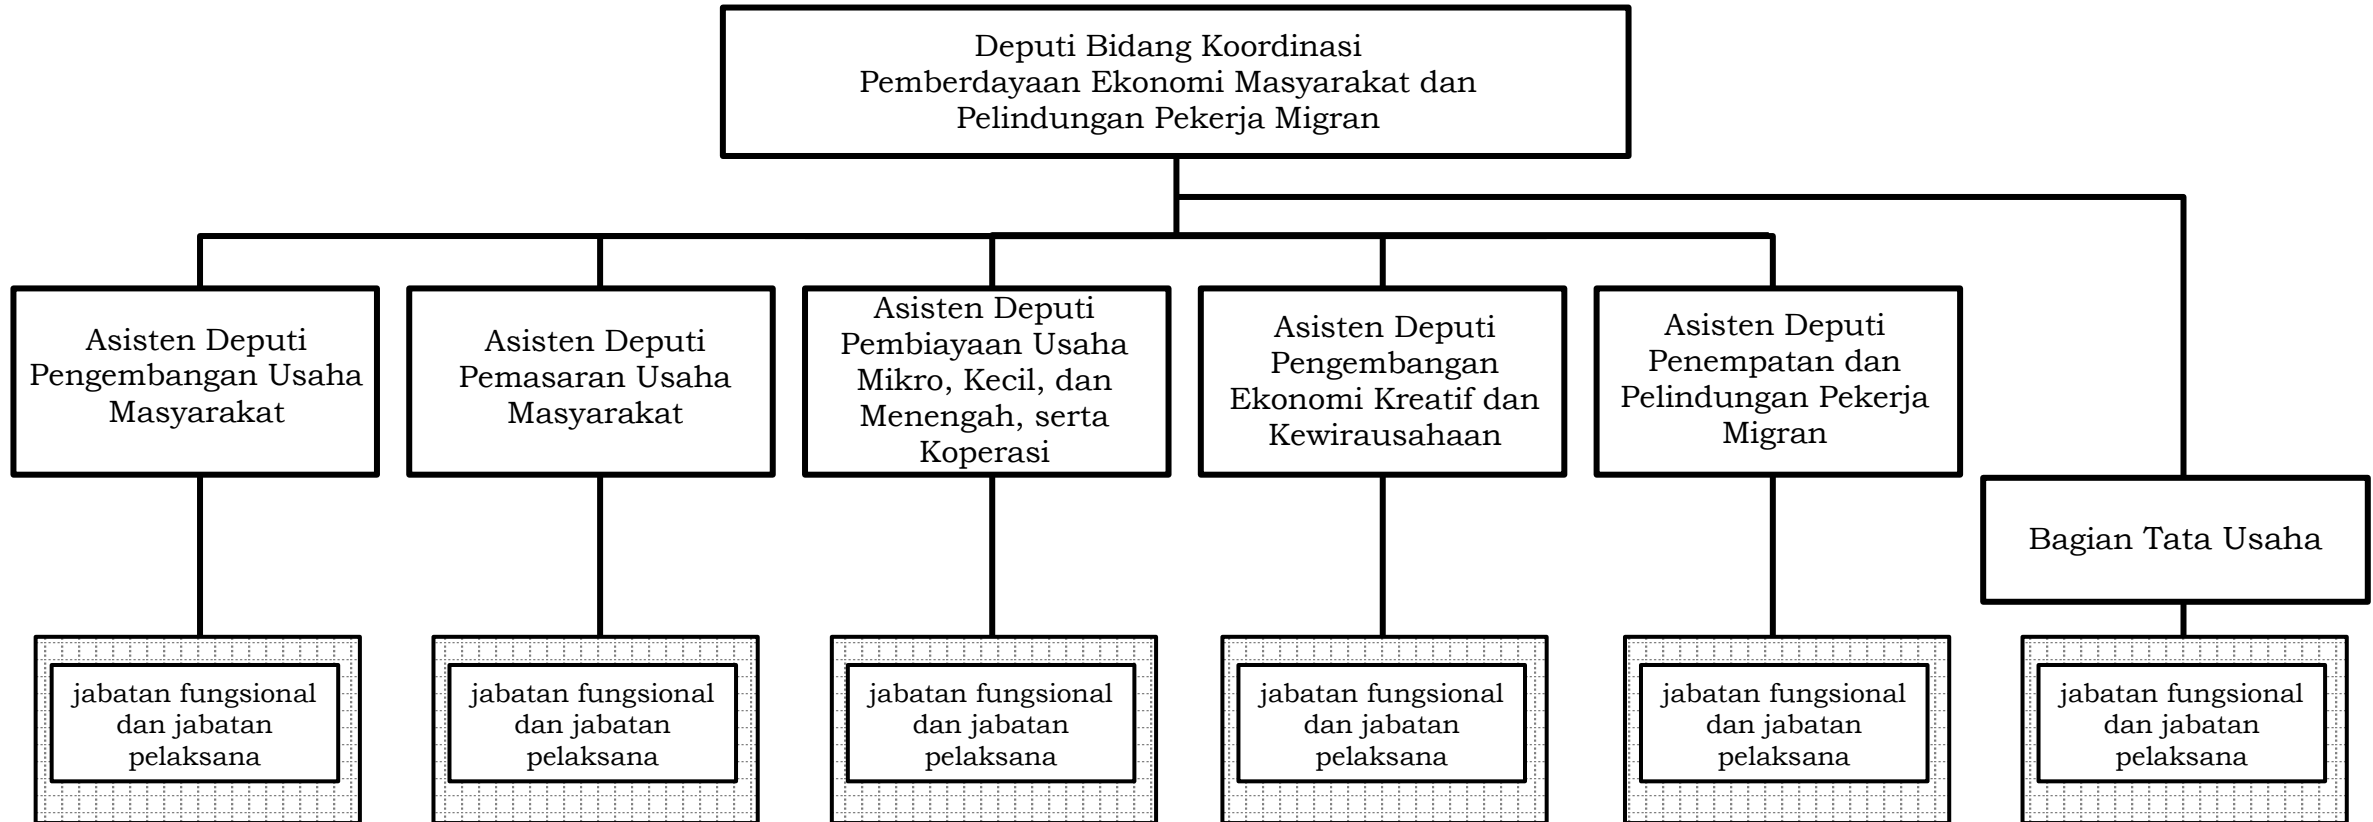 Deputi Bidang Koordinasi
Pemberdayaan Ekonomi Masyarakat dan
Pelindungan Pekerja Migran
Asisten Deputi
Pengembangan Usaha
Masyarakat
Asisten Deputi
Pemasaran Usaha
Masyarakat
Asisten Deputi
Pembiayaan Usaha
Mikro, Kecil, dan
Menengah, serta
Koperasi
Asisten Deputi
Pengembangan
Ekonomi Kreatif dan
Kewirausahaan
Asisten Deputi
Penempatan dan
Pelindungan Pekerja
Migran
Bagian Tata Usaha
jabatan fungsional
dan jabatan
pelaksana
jabatan fungsional
dan jabatan
pelaksana
jabatan fungsional
dan jabatan
pelaksana
jabatan fungsional
dan jabatan
pelaksana
jabatan fungsional
dan jabatan
pelaksana
jabatan fungsional
dan jabatan
pelaksana